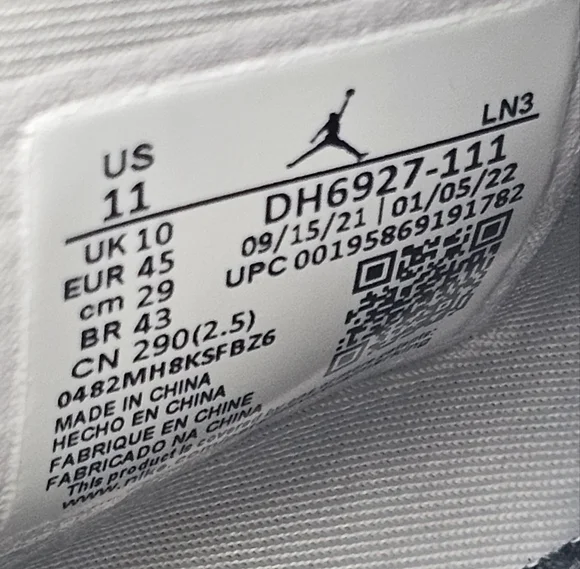 LN3
US
11
DH6927-111
09/15/21 | 01/05/22
UPC 00195869191782
UK 10
EUR 45
cm 29
BR 43
CN 290(2.5)
0482MH8KSFBZ6
MADE IN CHINA
HECHO EN CHINA
FABRIQUE EN CHINE
FABRICADO NA CHINA
This product is